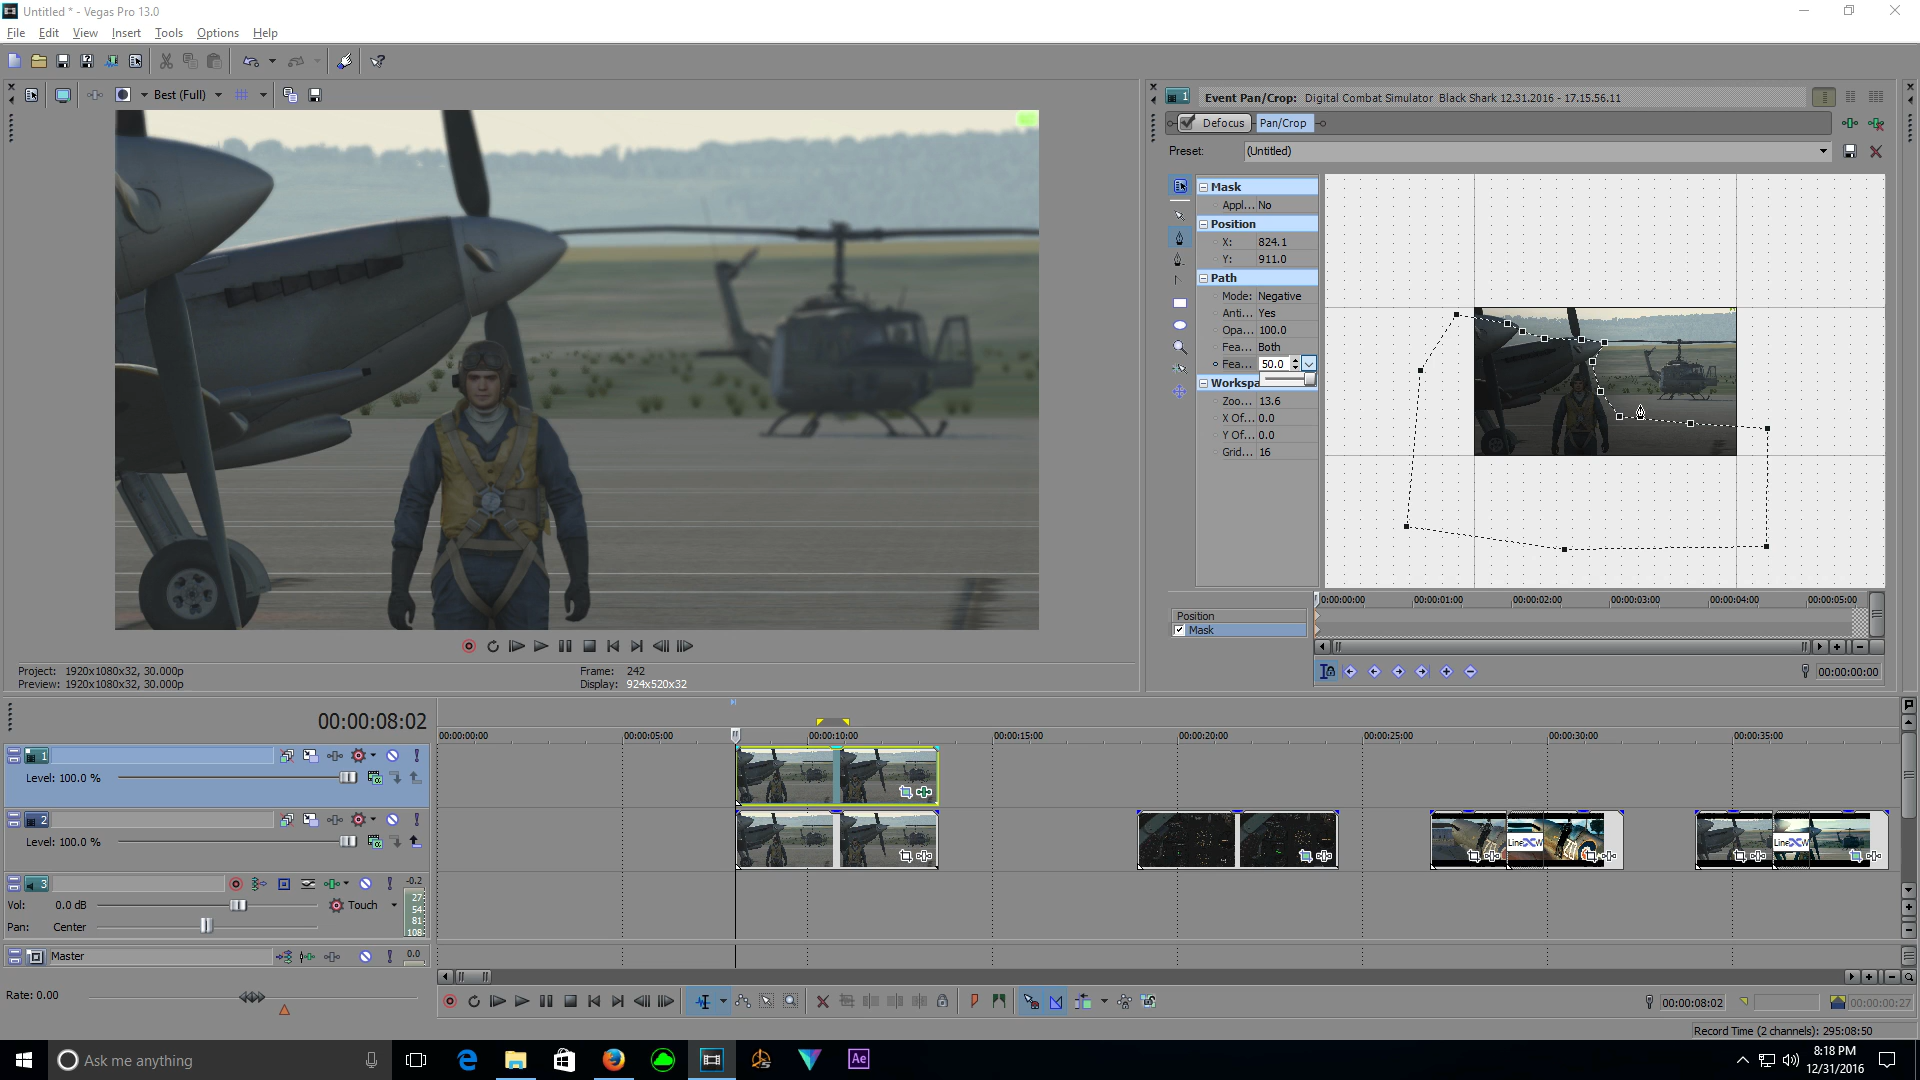 Untitled * - Vegas Pro 13.0
File Edit View Insert Tools Options Help
Best (Full)
Event Pan/Crop: Digital Combat Simulator Black Shark 12.31.2016 - 17.15.56.11
Defocus Pan/Crop
Preset: (Untitled)
Mask
Appl... No
Position
X: 824.1
Y: 911.0
Path
Mode: Negative
Anti... Yes
Opa... 100.0
Fea... Both
Fea... 50.0
Workspa
Zoo... 13.6
X Of... 0.0
Y Of... 0.0
Grid... 16
Position
Mask
0:00:00:00 00:00:01:00 00:00:02:00 00:00:03:00 00:00:04:00 00:00:05:00
00:00:00:00
Project: 1920x1080x32, 30.000p
Preview: 1920x1080x32, 30.000p
Frame: 242
Display: 924x520x32
00:00:08:02
00:00:00:00 00:00:05:00 00:00:10:00 00:00:15:00 00:00:20:00 00:00:25:00 00:00:30:00 00:00:35:00
1
Level: 100.0 %
2
Level: 100.0 %
3
-0.2
Vol: 0.0 dB Touch
Pan: Center
27
54
81
108
Master 0.0
Rate: 0.00
00:00:08:02 00:00:00:27
Record Time (2 channels): 295:08:50
Ask me anything
Ae
8:18 PM
12/31/2016